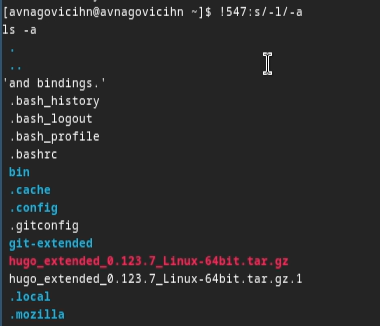 [avnagovicihn@avnagovicihn ~]$ !547:s/-l/-a
ls -a
.
..
'and bindings.'
.bash_history
.bash_logout
.bash_profile
.bashrc
bin
.cache
.config
.gitconfig
git-extended
hugo_extended_0.123.7_Linux-64bit.tar.gz
hugo_extended_0.123.7_Linux-64bit.tar.gz.1
.local
.mozilla